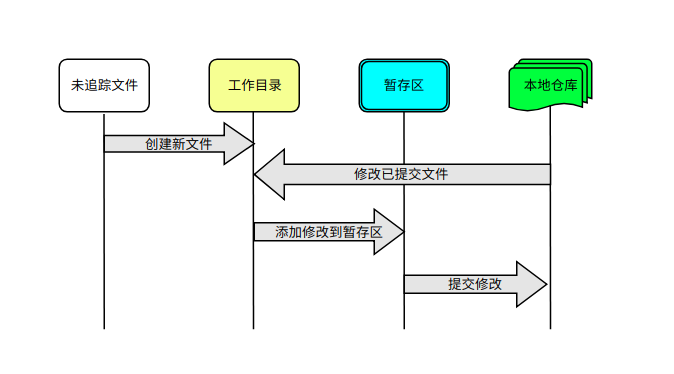 未追踪文件
工作目录
暂存区
本地仓库
创建新文件
修改已提交文件
添加修改到暂存区
提交修改